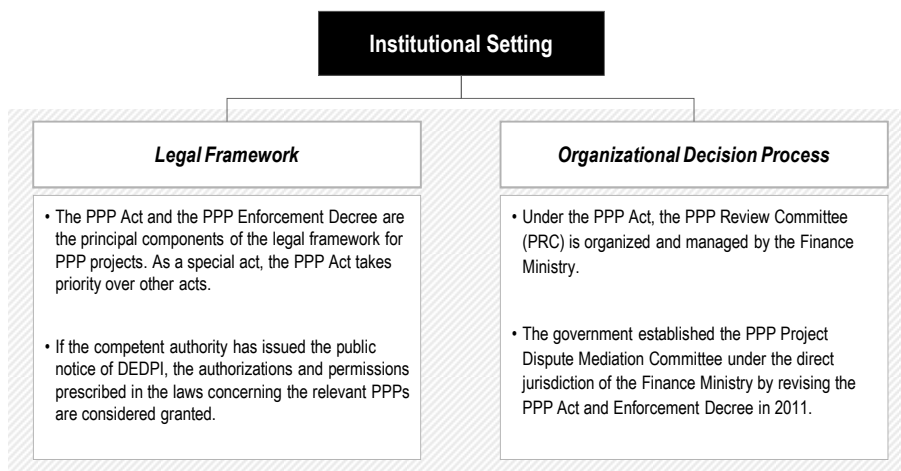 Institutional Setting
Legal Framework
• The PPP Act and the PPP Enforcement Decree are
the principal components of the legal framework for
PPP projects. As a special act, the PPP Act takes
priority over other acts.
• If the competent authority has issued the public
notice of DEDPI, the authorizations and permissions
prescribed in the laws concerning the relevant PPPs
are considered granted.
Organizational Decision Process
• Under the PPP Act, the PPP Review Committee
(PRC) is organized and managed by the Finance
Ministry.
• The government established the PPP Project
Dispute Mediation Committee under the direct
jurisdiction of the Finance Ministry by revising the
PPP Act and Enforcement Decree in 2011.